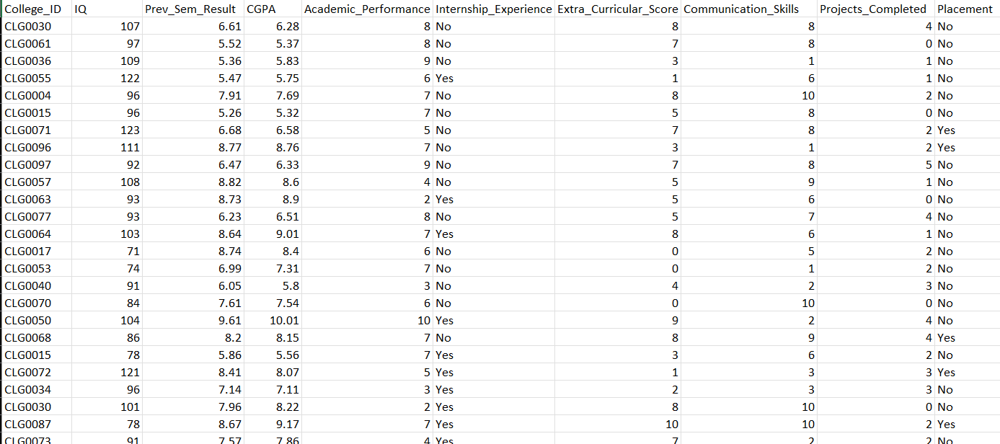 College_ID IQ Prev_Sem_Result CGPA Academic_Performance Internship_Experience Extra_Curricular_Score Communication_Skills Projects_Completed Placement
CLG0030 107 6.61 6.28 8 No 8 8 4 No
CLG0061 97 5.52 5.37 8 No 7 8 0 No
CLG0036 109 5.36 5.83 9 No 3 1 1 No
CLG0055 122 5.47 5.75 6 Yes 1 6 1 No
CLG0004 96 7.91 7.69 7 No 8 10 2 No
CLG0015 96 5.26 5.32 7 No 5 8 0 No
CLG0071 123 6.68 6.58 5 No 7 8 2 Yes
CLG0096 111 8.77 8.76 7 No 3 1 2 Yes
CLG0097 92 6.47 6.33 9 No 7 8 5 No
CLG0057 108 8.82 8.6 4 No 5 9 1 No
CLG0063 93 8.73 8.9 2 Yes 5 6 0 No
CLG0077 93 6.23 6.51 8 No 5 7 4 No
CLG0064 103 8.64 9.01 7 Yes 8 6 1 No
CLG0017 71 8.74 8.4 6 No 0 5 2 No
CLG0053 74 6.99 7.31 7 No 0 1 2 No
CLG0040 91 6.05 5.8 3 No 4 2 3 No
CLG0070 84 7.61 7.54 6 No 0 10 0 No
CLG0050 104 9.61 10.01 10 Yes 9 2 4 No
CLG0068 86 8.2 8.15 7 No 8 9 4 Yes
CLG0015 78 5.86 5.56 7 Yes 3 6 2 No
CLG0072 121 8.41 8.07 5 Yes 1 3 3 Yes
CLG0034 96 7.14 7.11 3 Yes 2 3 3 No
CLG0030 101 7.96 8.22 2 Yes 8 10 0 No
CLG0087 78 8.67 9.17 7 Yes 10 10 2 Yes
CLG0073 91 7.57 7.86 4 Yes 7 2 2 No